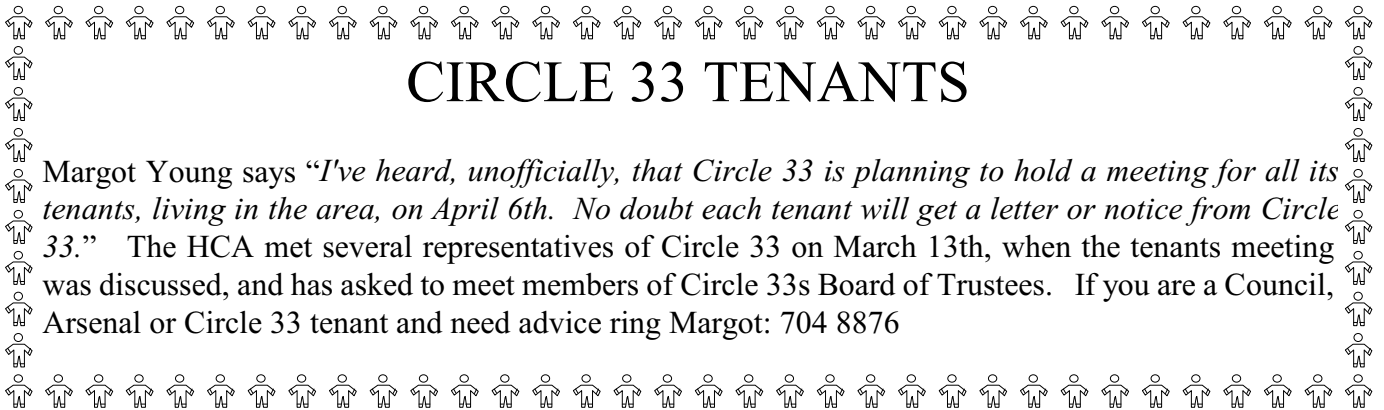 CIRCLE 33 TENANTS
Margot Young says “I've heard, unofficially, that Circle 33 is planning to hold a meeting for all its
tenants, living in the area, on April 6th.  No doubt each tenant will get a letter or notice from Circle
33.”   The HCA met several representatives of Circle 33 on March 13th, when the tenants meeting
was discussed, and has asked to meet members of Circle 33s Board of Trustees.   If you are a Council,
Arsenal or Circle 33 tenant and need advice ring Margot: 704 8876